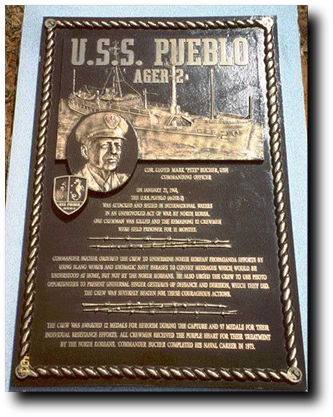 U.S.S. PUEBLO
AGER-2
CDR. LLOYD MARK "PETE" BUCHER, USN
COMMANDING OFFICER
ON JANUARY 23, 1968,
THE U.S.S. PUEBLO (AGER-2)
WAS ATTACKED AND SEIZED IN INTERNATIONAL WATERS
IN AN UNPROVOKED ACT OF WAR BY NORTH KOREA.
ONE CREWMAN WAS KILLED AND THE REMAINING 82 CREWMEN
WERE HELD PRISONER FOR 11 MONTHS.
COMMANDER BUCHER ORDERED THE CREW TO UNDERMINE NORTH KOREAN PROPAGANDA EFFORTS BY
USING SLANG WORDS AND IDIOMATIC NAVY PHRASES TO CONVEY MESSAGES WHICH WOULD BE
UNDERSTOOD AT HOME, BUT NOT BY THE NORTH KOREANS. HE ALSO URGED THE CREW TO USE PHOTO
OPPORTUNITIES TO PRESENT UNIVERSAL FINGER GESTURES OF DEFIANCE AND DERISION, WHICH THEY DID.
THE CREW WAS SEVERELY BEATEN FOR THESE COURAGEOUS ACTIONS.
THE CREW WAS AWARDED 12 MEDALS FOR HEROISM DURING THE CAPTURE AND 97 MEDALS FOR THEIR
INDIVIDUAL RESISTANCE EFFORTS. ALL CREWMEN RECEIVED THE PURPLE HEART FOR THEIR TREATMENT
BY THE NORTH KOREANS. COMMANDER BUCHER COMPLETED HIS NAVAL CAREER IN 1973.